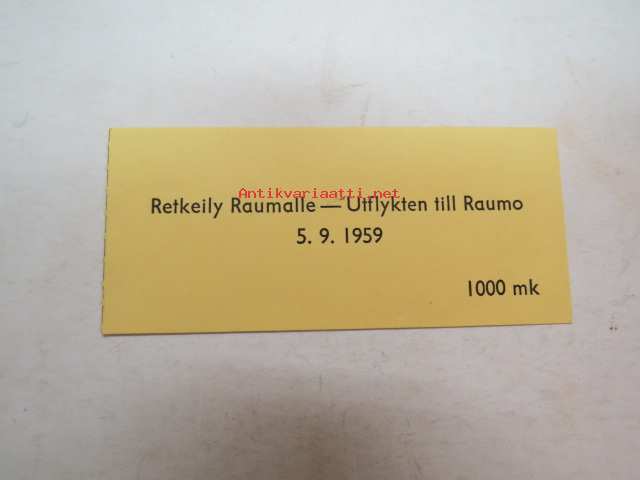 Antikvariaatti.net
Retkeily Raumalle — Utflykten till Raumo
5. 9. 1959
1000 mk